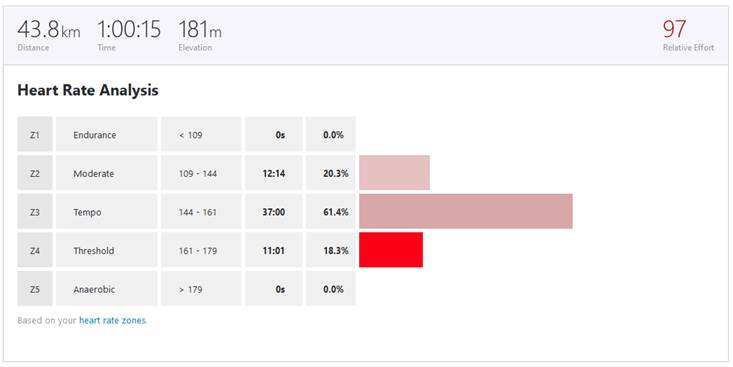 43.8km 1:00:15 181m 97
Distance Time Elevation Relative Effort
Heart Rate Analysis
Z1 Endurance < 109 0s 0.0%
Z2 Moderate 109 - 144 12:14 20.3%
Z3 Tempo 144 - 161 37:00 61.4%
Z4 Threshold 161 - 179 11:01 18.3%
Z5 Anaerobic > 179 0s 0.0%
Based on your heart rate zones.